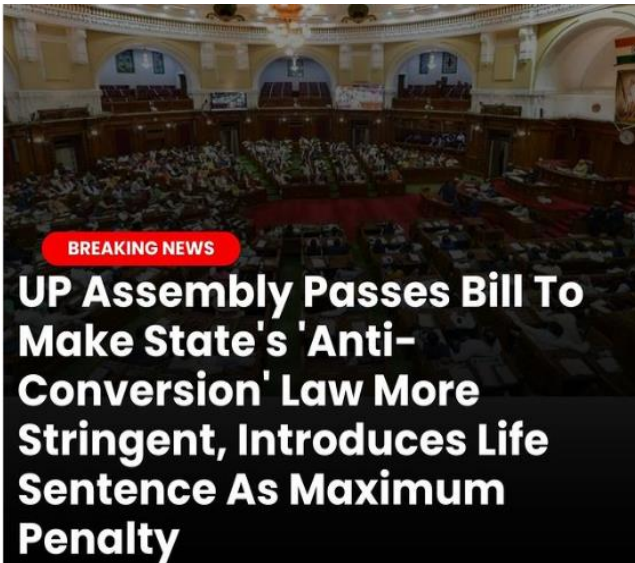 BREAKING NEWS
UP Assembly Passes Bill To
Make State's 'Anti-
Conversion' Law More
Stringent, Introduces Life
Sentence As Maximum
Penalty